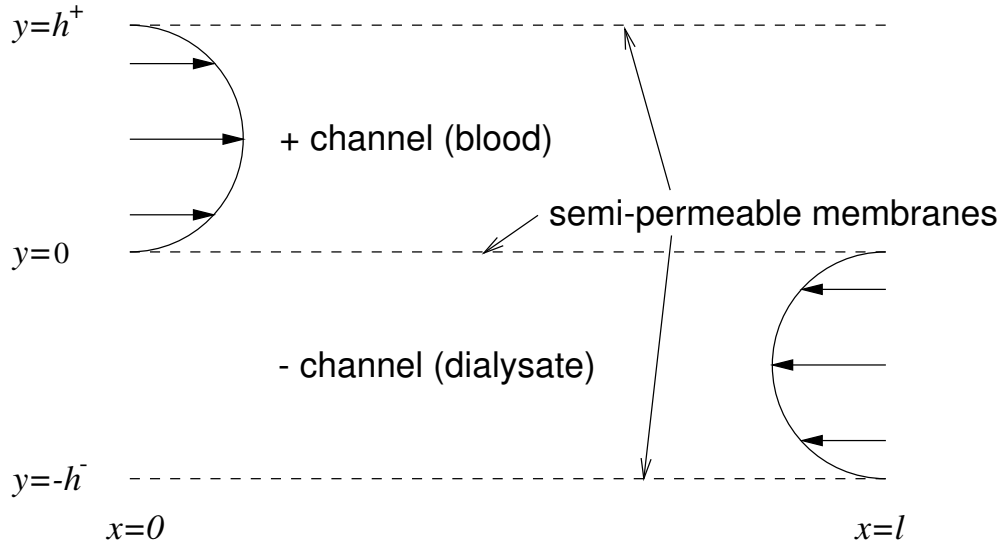 y=h⁺
+ channel (blood)
semi-permeable membranes
y=0
- channel (dialysate)
y=-h⁻
x=0
x=l